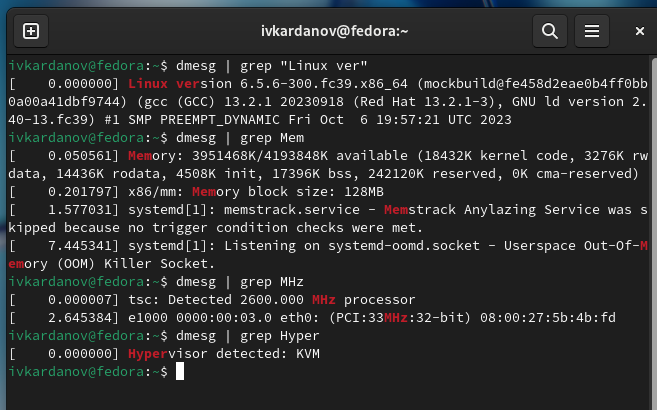 ivkardanov@fedora:~
ivkardanov@fedora:~$ dmesg | grep "Linux ver"
[    0.000000] Linux version 6.5.6-300.fc39.x86_64 (mockbuild@fe458d2eae0b4ff0bb
0a00a41dbf9744) (gcc (GCC) 13.2.1 20230918 (Red Hat 13.2.1-3), GNU ld version 2.
40-13.fc39) #1 SMP PREEMPT_DYNAMIC Fri Oct  6 19:57:21 UTC 2023
ivkardanov@fedora:~$ dmesg | grep Mem
[    0.050561] Memory: 3951468K/4193848K available (18432K kernel code, 3276K rw
data, 14436K rodata, 4508K init, 17396K bss, 242120K reserved, 0K cma-reserved)
[    0.201797] x86/mm: Memory block size: 128MB
[    1.577031] systemd[1]: memstrack.service - Memstrack Anylazing Service was s
kipped because no trigger condition checks were met.
[    7.445341] systemd[1]: Listening on systemd-oomd.socket - Userspace Out-Of-M
emory (OOM) Killer Socket.
ivkardanov@fedora:~$ dmesg | grep MHz
[    0.000007] tsc: Detected 2600.000 MHz processor
[    2.645384] e1000 0000:00:03.0 eth0: (PCI:33MHz:32-bit) 08:00:27:5b:4b:fd
ivkardanov@fedora:~$ dmesg | grep Hyper
[    0.000000] Hypervisor detected: KVM
ivkardanov@fedora:~$